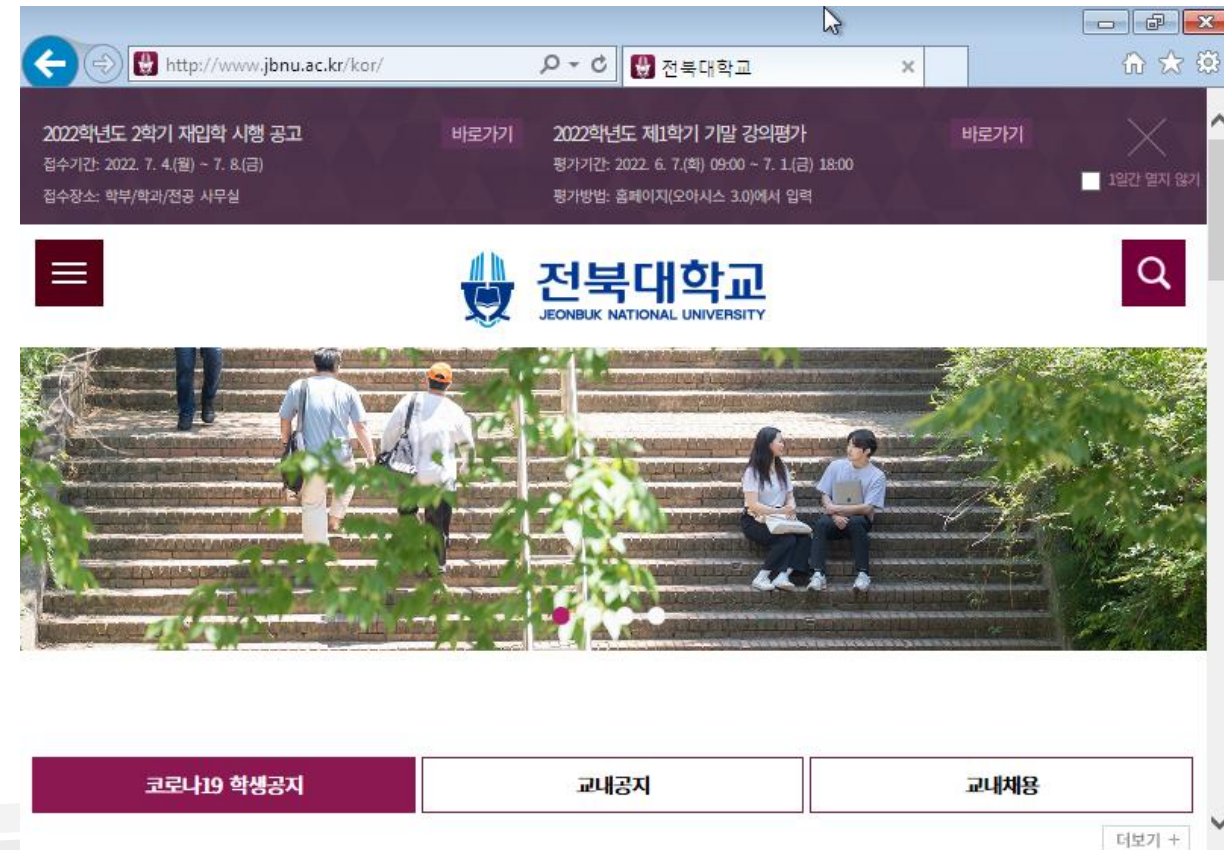 http://www.jbnu.ac.kr/kor/
전북대학교
2022학년도 2학기 재입학 시행 공고
바로가기
접수기간: 2022. 7. 4.(월) ~ 7. 8.(금)
접수장소: 학부/학과/전공 사무실
2022학년도 제1학기 기말 강의평가
바로가기
평가기간: 2022. 6. 7.(화) 09:00 ~ 7. 1.(금) 18:00
평가방법: 홈페이지(오아시스 3.0)에서 입력
1일간 열지 않기
전북대학교
JEONBUK NATIONAL UNIVERSITY
코로나19 학생공지
교내공지
교내채용
더보기 +